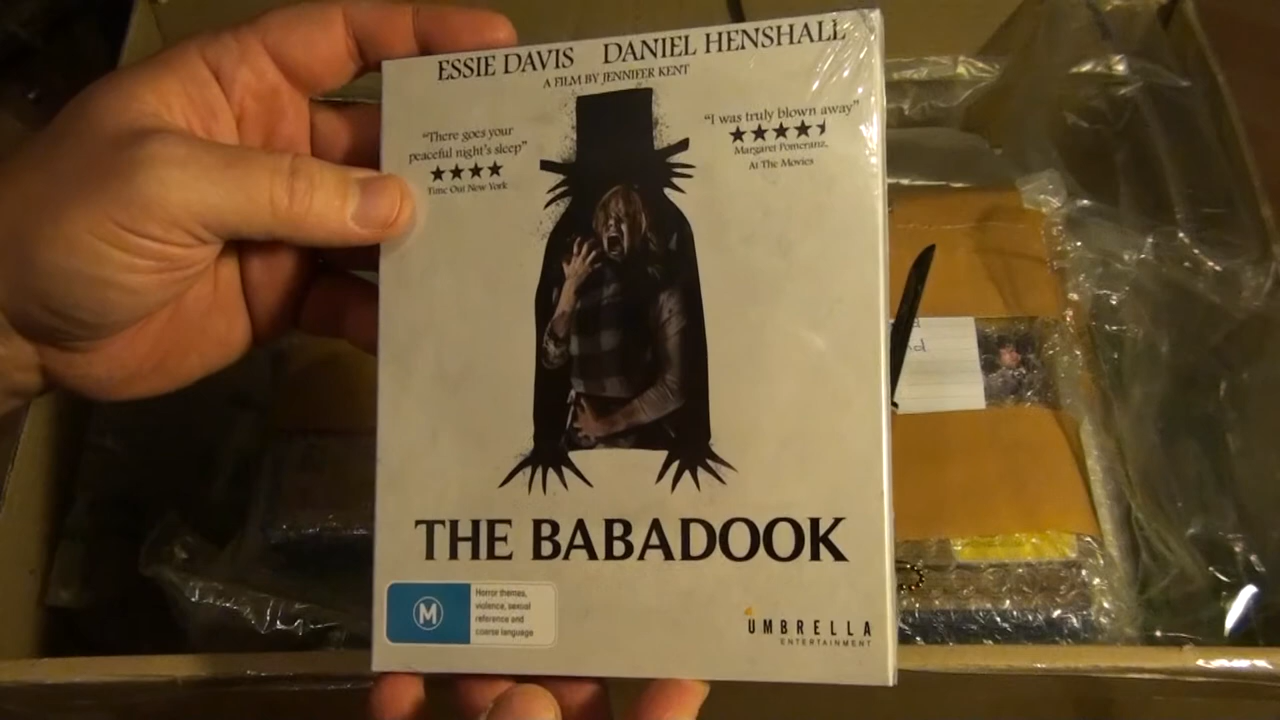 ESSIE DAVIS DANIEL HENSHALL
A FILM BY JENNIFER KENT
“There goes your
peaceful night’s sleep”
Time Out New York
“I was truly blown away”
Margaret Pomeranz,
At The Movies
THE BABADOOK
M
Horror themes,
violence, sexual
reference and
coarse language
UMBRELLA
ENTERTAINMENT